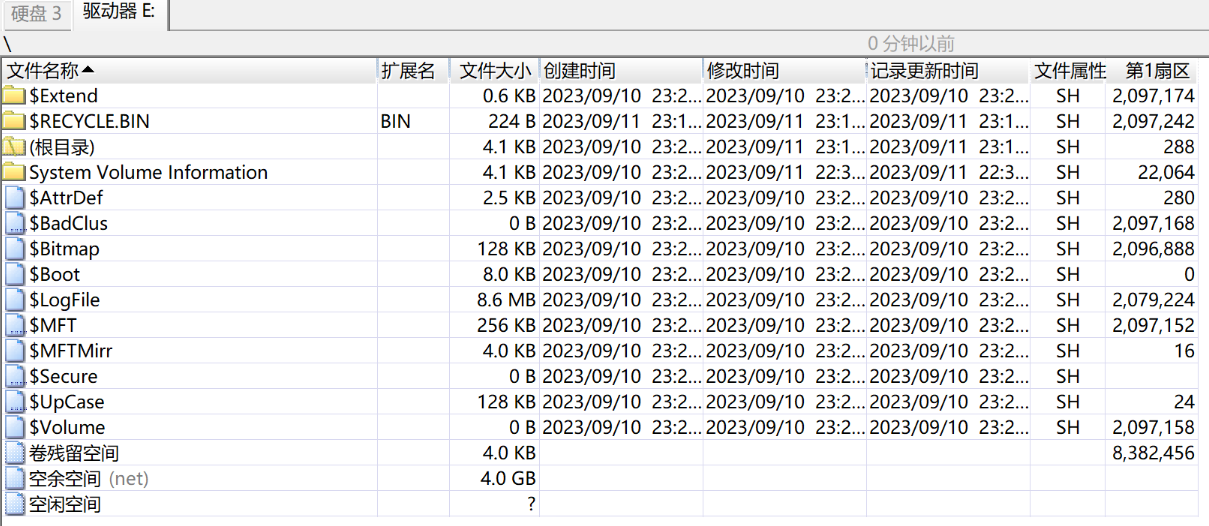 硬盘 3 驱动器 E:
\ 0 分钟以前
文件名称 扩展名 文件大小 创建时间 修改时间 记录更新时间 文件属性 第1扇区
$Extend 0.6 KB 2023/09/10 23:2... 2023/09/10 23:2... 2023/09/10 23:2... SH 2,097,174
$RECYCLE.BIN BIN 224 B 2023/09/11 23:1... 2023/09/11 23:1... 2023/09/11 23:1... SH 2,097,242
(根目录) 4.1 KB 2023/09/10 23:2... 2023/09/11 23:1... 2023/09/11 23:1... SH 288
System Volume Information 4.1 KB 2023/09/10 23:2... 2023/09/11 22:3... 2023/09/11 22:3... SH 22,064
$AttrDef 2.5 KB 2023/09/10 23:2... 2023/09/10 23:2... 2023/09/10 23:2... SH 280
$BadClus 0 B 2023/09/10 23:2... 2023/09/10 23:2... 2023/09/10 23:2... SH 2,097,168
$Bitmap 128 KB 2023/09/10 23:2... 2023/09/10 23:2... 2023/09/10 23:2... SH 2,096,888
$Boot 8.0 KB 2023/09/10 23:2... 2023/09/10 23:2... 2023/09/10 23:2... SH 0
$LogFile 8.6 MB 2023/09/10 23:2... 2023/09/10 23:2... 2023/09/10 23:2... SH 2,079,224
$MFT 256 KB 2023/09/10 23:2... 2023/09/10 23:2... 2023/09/10 23:2... SH 2,097,152
$MFTMirr 4.0 KB 2023/09/10 23:2... 2023/09/10 23:2... 2023/09/10 23:2... SH 16
$Secure 0 B 2023/09/10 23:2... 2023/09/10 23:2... 2023/09/10 23:2... SH
$UpCase 128 KB 2023/09/10 23:2... 2023/09/10 23:2... 2023/09/10 23:2... SH 24
$Volume 0 B 2023/09/10 23:2... 2023/09/10 23:2... 2023/09/10 23:2... SH 2,097,158
卷残留空间 4.0 KB 8,382,456
空余空间 (net) 4.0 GB
空闲空间 ?